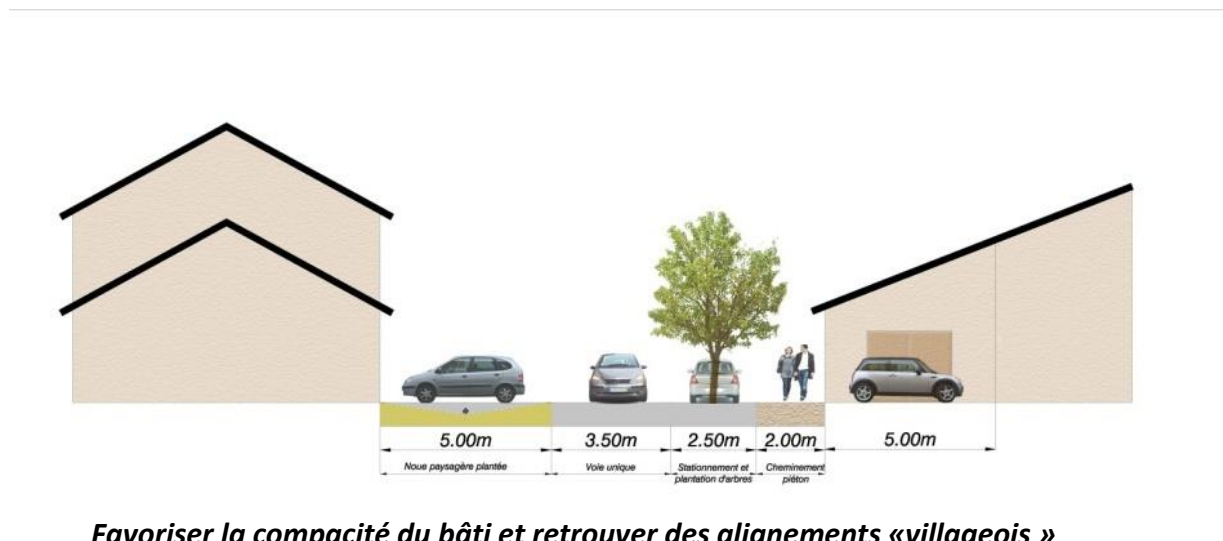 5.00m 3.50m 2.50m 2.00m 5.00m
Noue paysagère plantée Voie unique Stationnement et plantation d'arbres Cheminement piéton
Favoriser la compacité du bâti et retrouver des alignements «villageois »